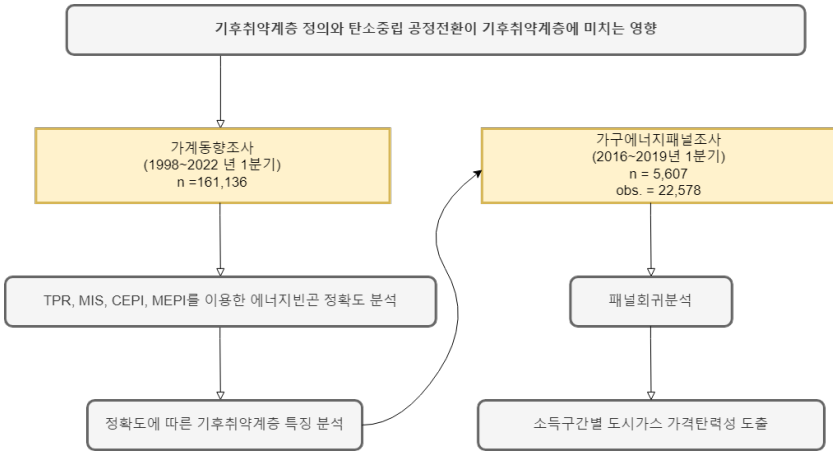 기후취약계층 정의와 탄소중립 공정전환이 기후취약계층에 미치는 영향
가계동향조사
(1998~2022 년 1분기)
n =161,136
TPR, MIS, CEPI, MEPI를 이용한 에너지빈곤 정확도 분석
정확도에 따른 기후취약계층 특징 분석
가구에너지패널조사
(2016~2019년 1분기)
n = 5,607
obs. = 22,578
패널회귀분석
소득구간별 도시가스 가격탄력성 도출